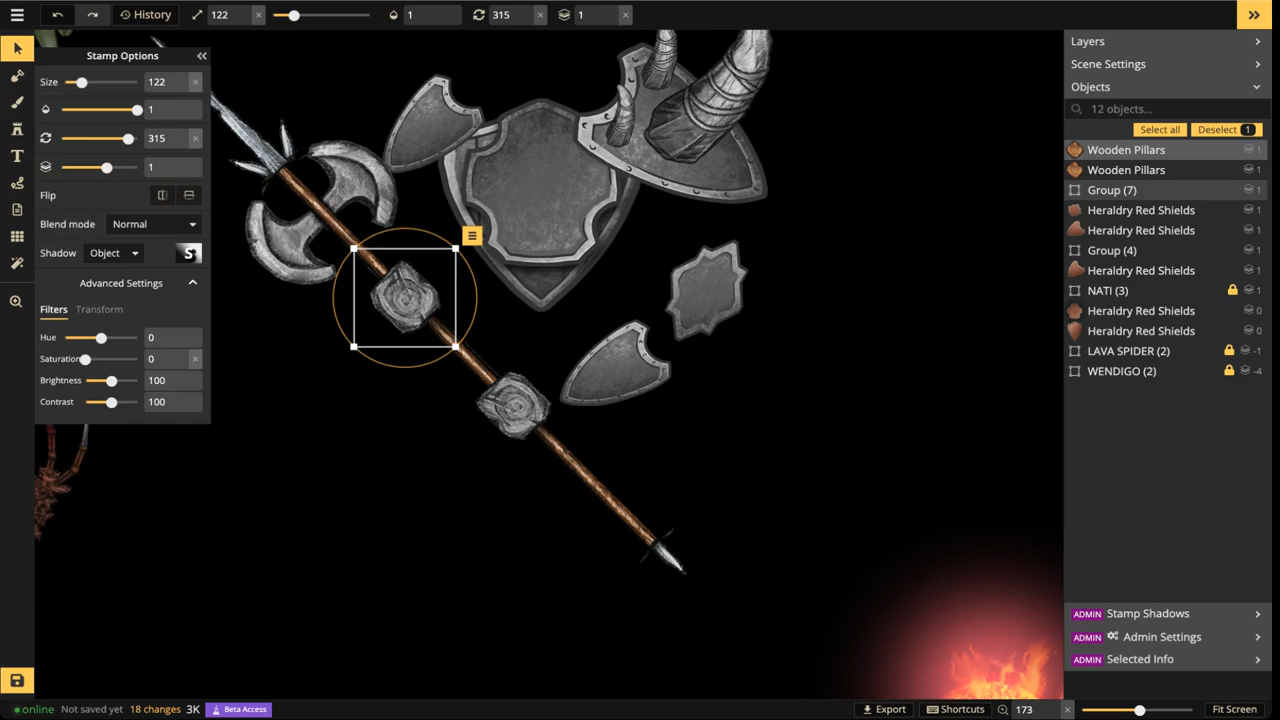 History 122 × 1 315 × 1 ×
Stamp Options
Size 122 ×
1
315 ×
1
Flip
Blend mode Normal
Shadow Object S
Advanced Settings
Filters Transform
Hue 0
Saturation 0 ×
Brightness 100
Contrast 100
Layers
Scene Settings
Objects
12 objects...
Select all Deselect 1
Wooden Pillars 1
Wooden Pillars 1
Group (7) 1
Heraldry Red Shields 1
Heraldry Red Shields 1
Group (4) 1
Heraldry Red Shields 1
NATI (3) 1
Heraldry Red Shields 0
Heraldry Red Shields 0
LAVA SPIDER (2) -1
WENDIGO (2) -4
ADMIN Stamp Shadows
ADMIN Admin Settings
ADMIN Selected Info
online Not saved yet 18 changes 3K Beta Access Export Shortcuts 173 × Fit Screen